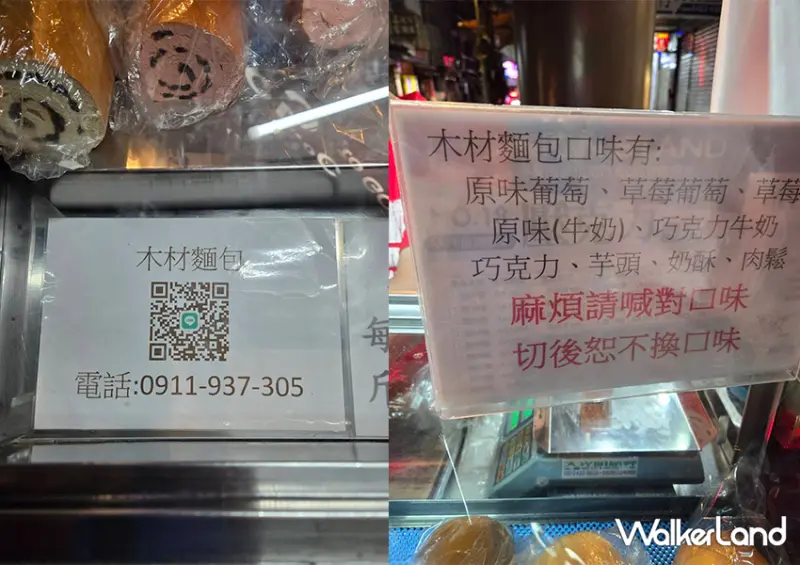 木材麵包
電話:0911-937-305
每
木材麵包口味有:
原味葡萄、草莓葡萄、草莓
原味(牛奶)、巧克力牛奶
巧克力、芋頭、奶酥、肉鬆
麻煩請喊對口味
切後恕不換口味
WALKERLAND